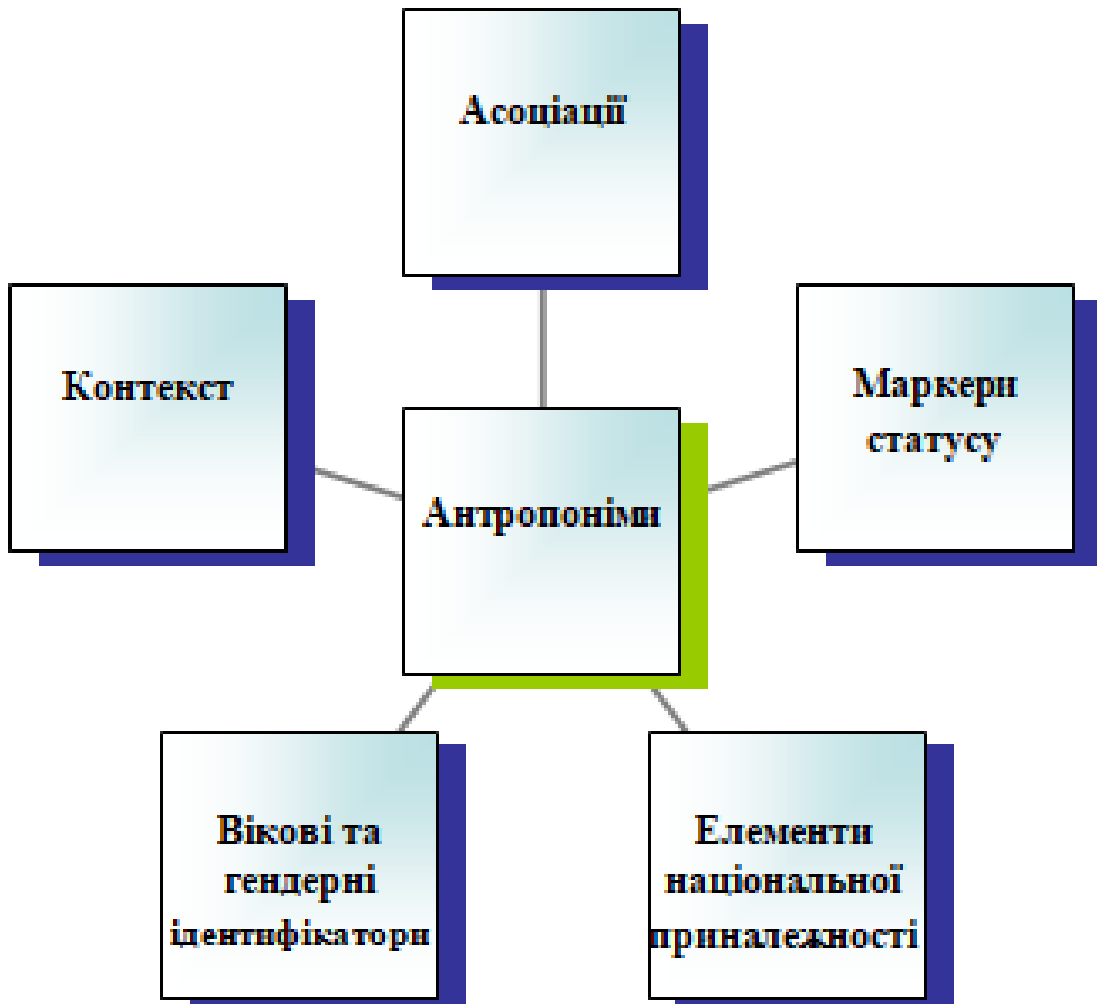 Асоціації
Контекст
Маркери
статусу
Антропоніми
Вікові та
гендерні
ідентифікатори
Елементи
національної
приналежності